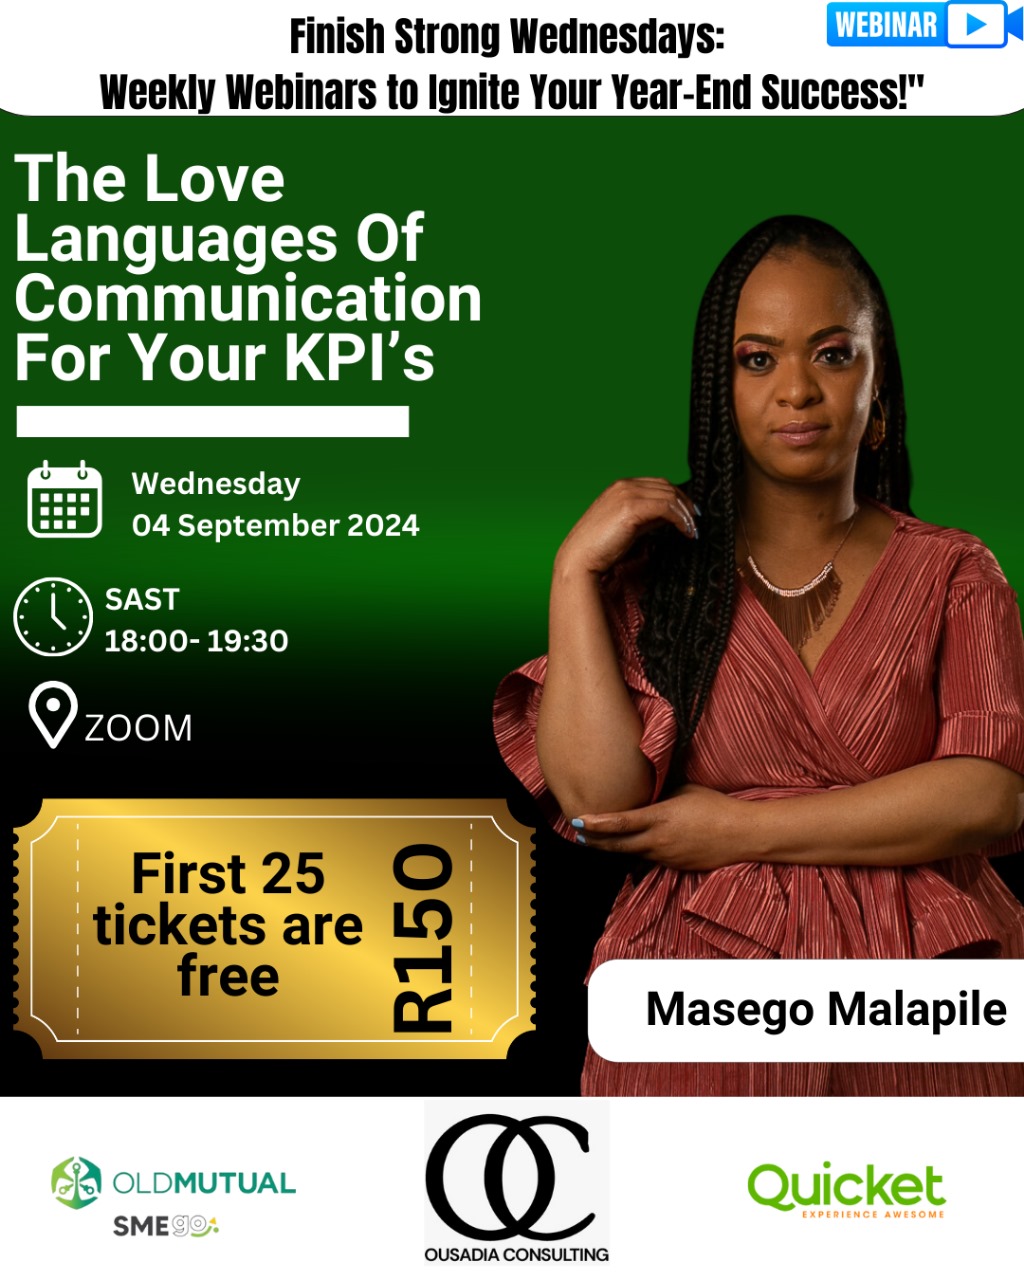 Finish Strong Wednesdays:
WEBINAR
Weekly Webinars to Ignite Your Year-End Success!"
The Love
Languages Of
Communication
For Your KPI’s
Wednesday
04 September 2024
SAST
18:00- 19:30
ZOOM
First 25
tickets are
free
R150
Masego Malapile
OLDMUTUAL
SMEgo
OC
OUSADIA CONSULTING
Quicket
EXPERIENCE AWESOME